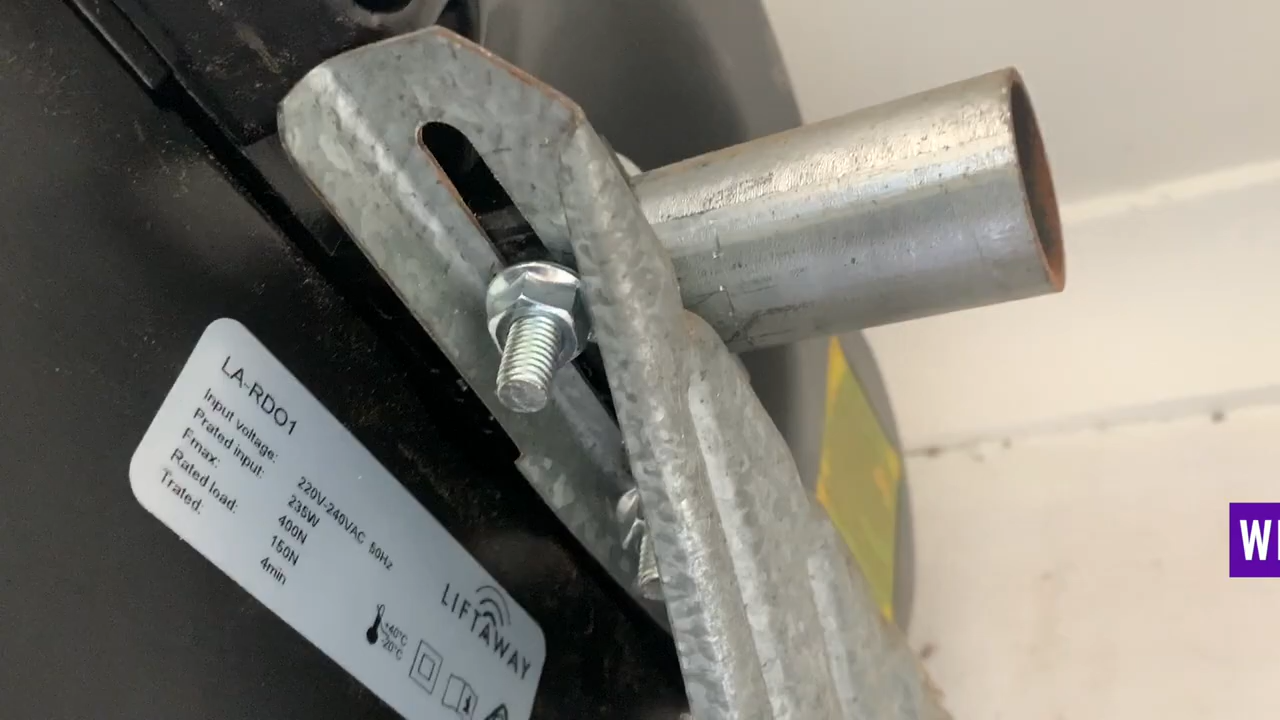 LA-RDO1
Input voltage: 220V-240VAC 50Hz
Prated input: 235W
Fmax: 400N
Rated load: 150N
Trated: 4min
+40°C
-20°C
LIFTAWAY